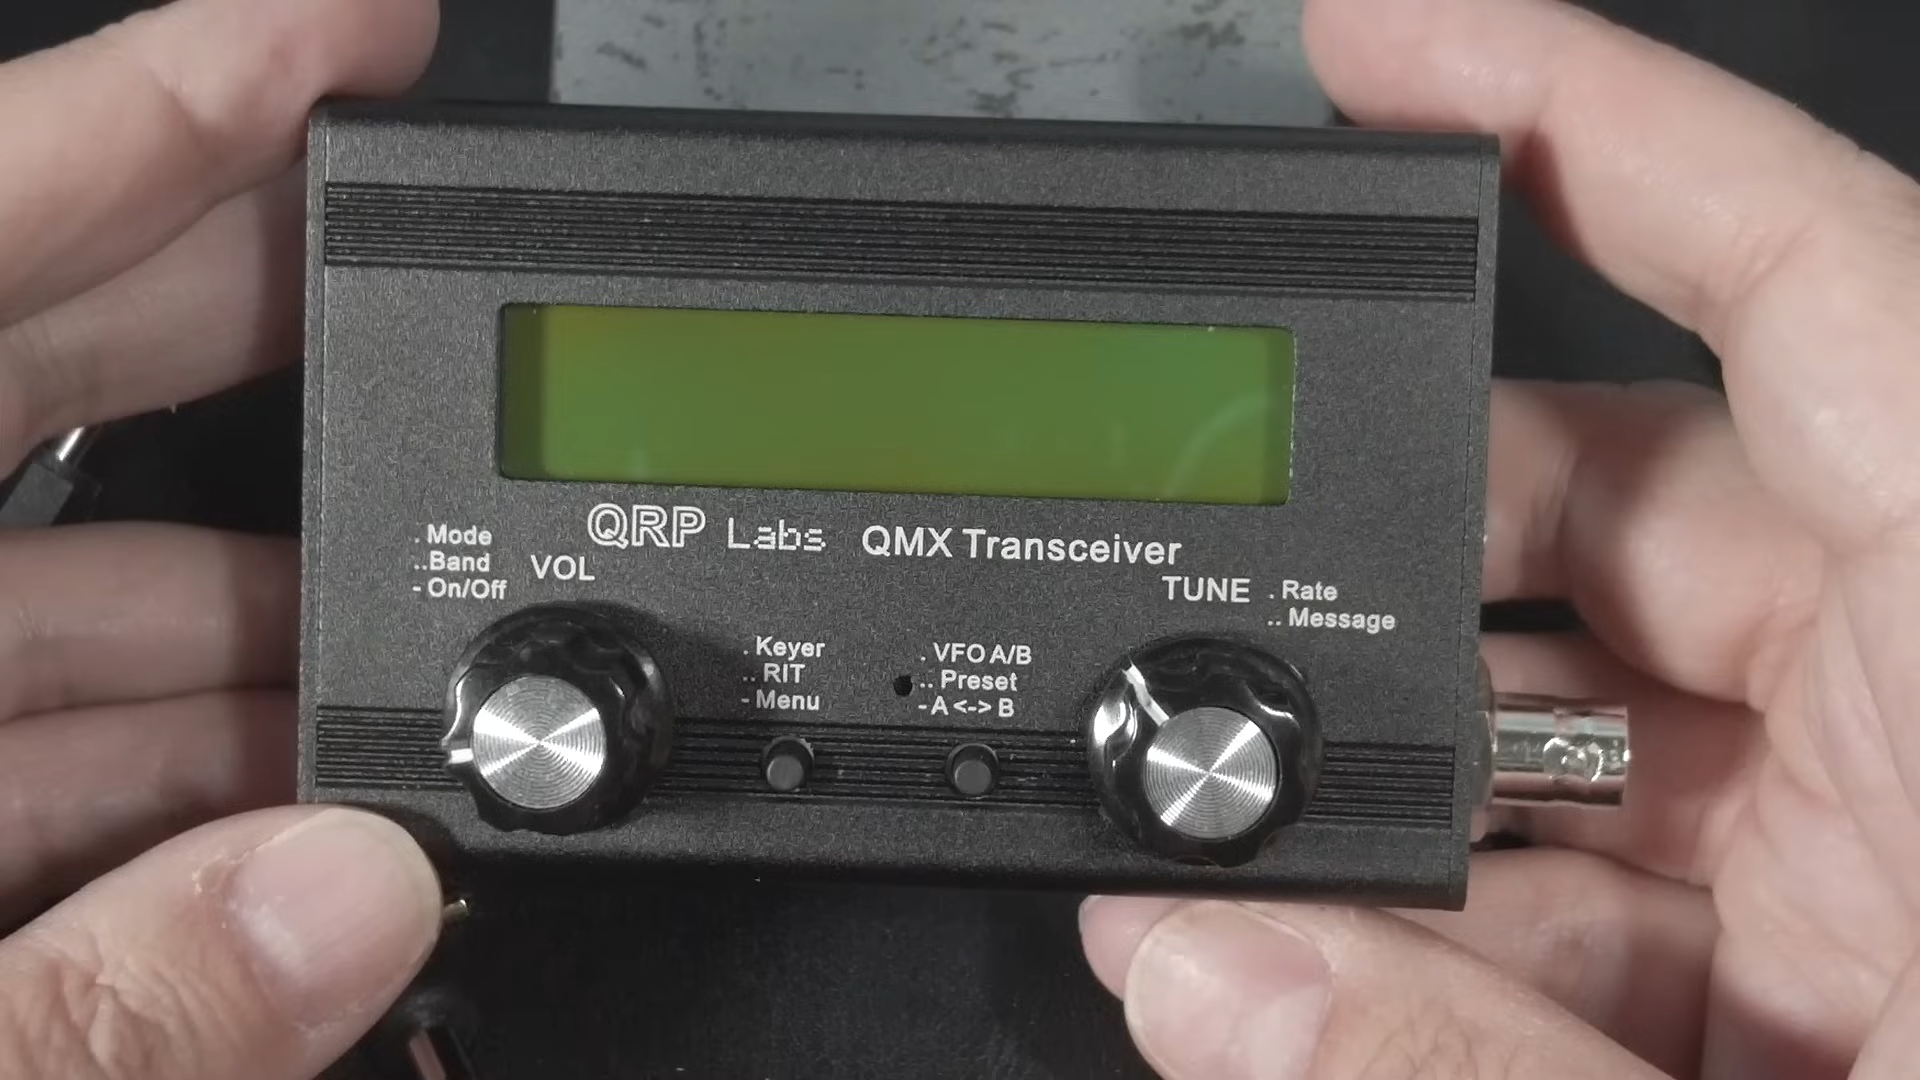 QRP Labs QMX Transceiver
. Mode
..Band
- On/Off
VOL
. Keyer
.. RIT
- Menu
. VFO A/B
.. Preset
- A <-> B
TUNE
. Rate
.. Message